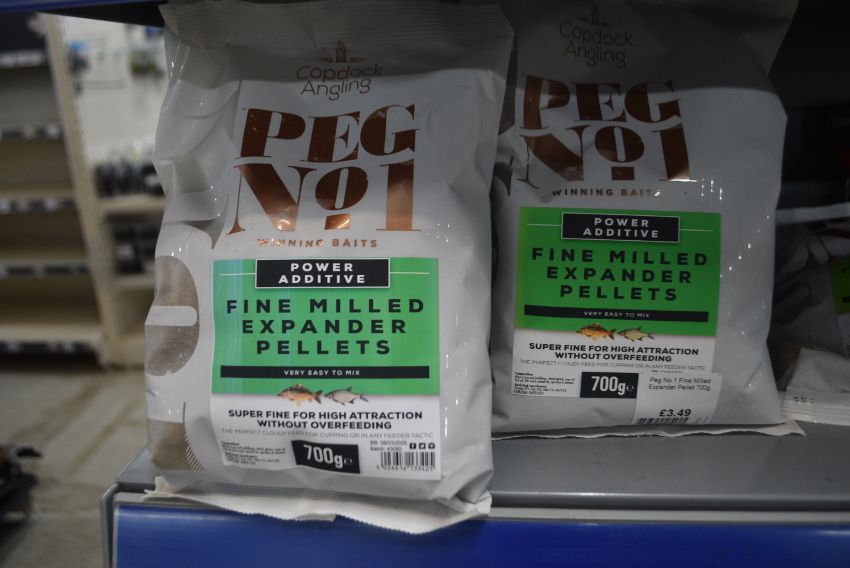 Copdock
Angling
PEG
No1
WINNING BAITS
POWER
ADDITIVE
FINE MILLED
EXPANDER
PELLETS
VERY EASY TO MIX
SUPER FINE FOR HIGH ATTRACTION
WITHOUT OVERFEEDING
THE PERFECT CLOUDY FEED FOR CUPPING OR IN ANY FEEDER TACTIC
700ge
Copdock
Angling
PEG
No1
WINNING BAITS
POWER
ADDITIVE
FINE MILLED
EXPANDER
PELLETS
VERY EASY TO MIX
SUPER FINE FOR HIGH ATTRACTION
WITHOUT OVERFEEDING
THE PERFECT CLOUDY FEED FOR CUPPING OR IN ANY FEEDER TACTIC
700ge
Peg No 1 Fine Milled
Expander Pellet 700g
£3.49